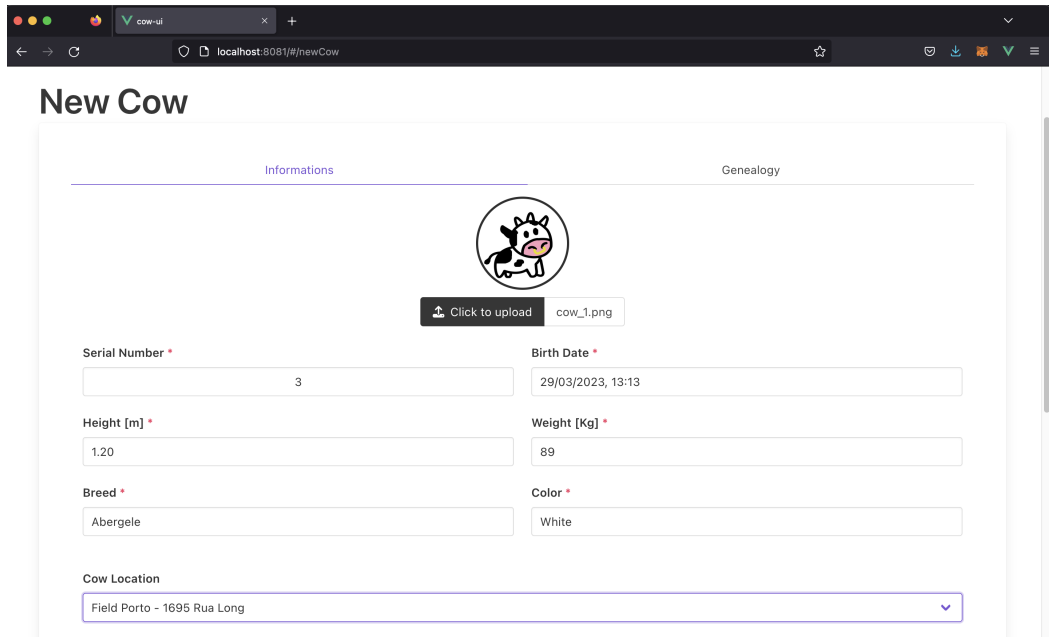 cow-ui
localhost:8081/#/newCow
New Cow
Informations Genealogy
Click to upload cow_1.png
Serial Number * Birth Date *
3 29/03/2023, 13:13
Height [m] * Weight [Kg] *
1.20 89
Breed * Color *
Abergele White
Cow Location
Field Porto - 1695 Rua Long